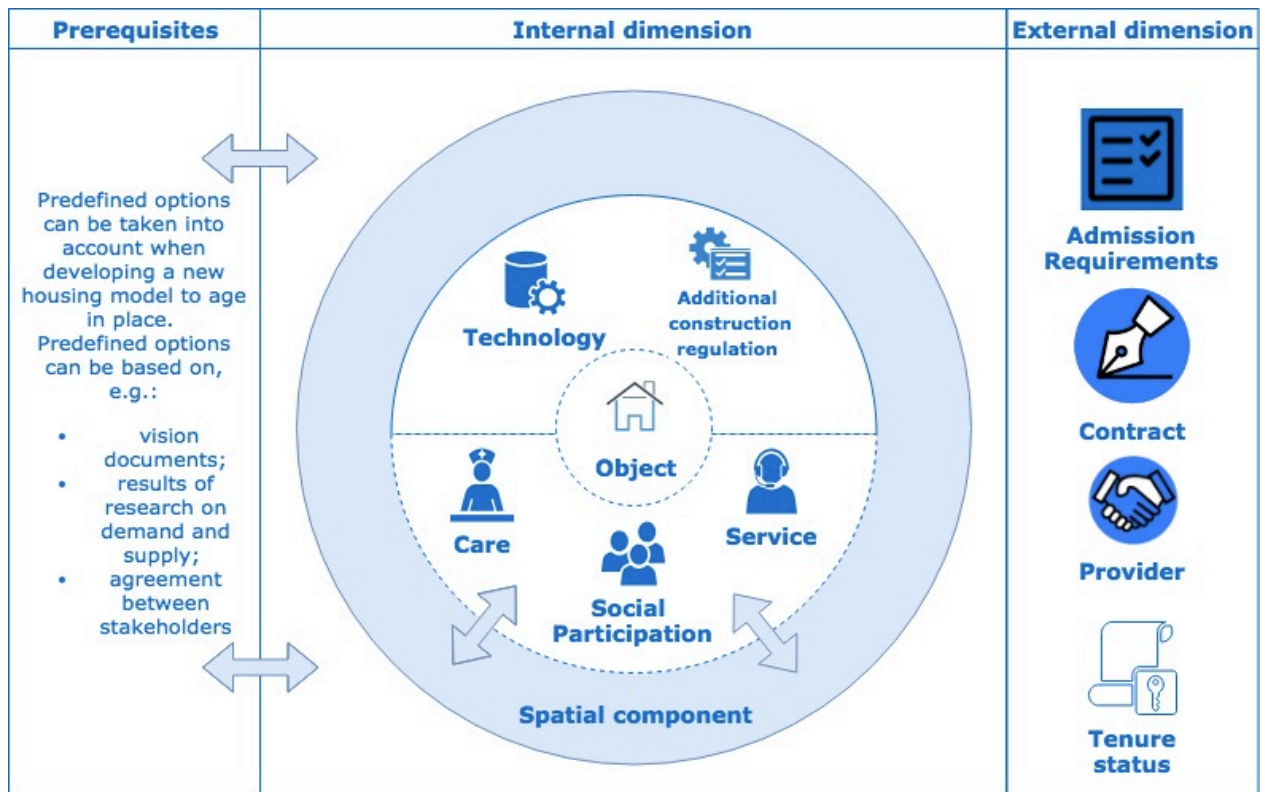 Prerequisites
Internal dimension
External dimension
Predefined options
can be taken into
account when
developing a new
housing model to age
in place.
Predefined options
can be based on,
e.g.:
• vision
documents;
• results of
research on
demand and
supply;
• agreement
between
stakeholders
Technology
Additional
construction
regulation
Object
Care
Service
Social
Participation
Spatial component
Admission
Requirements
Contract
Provider
Tenure
status